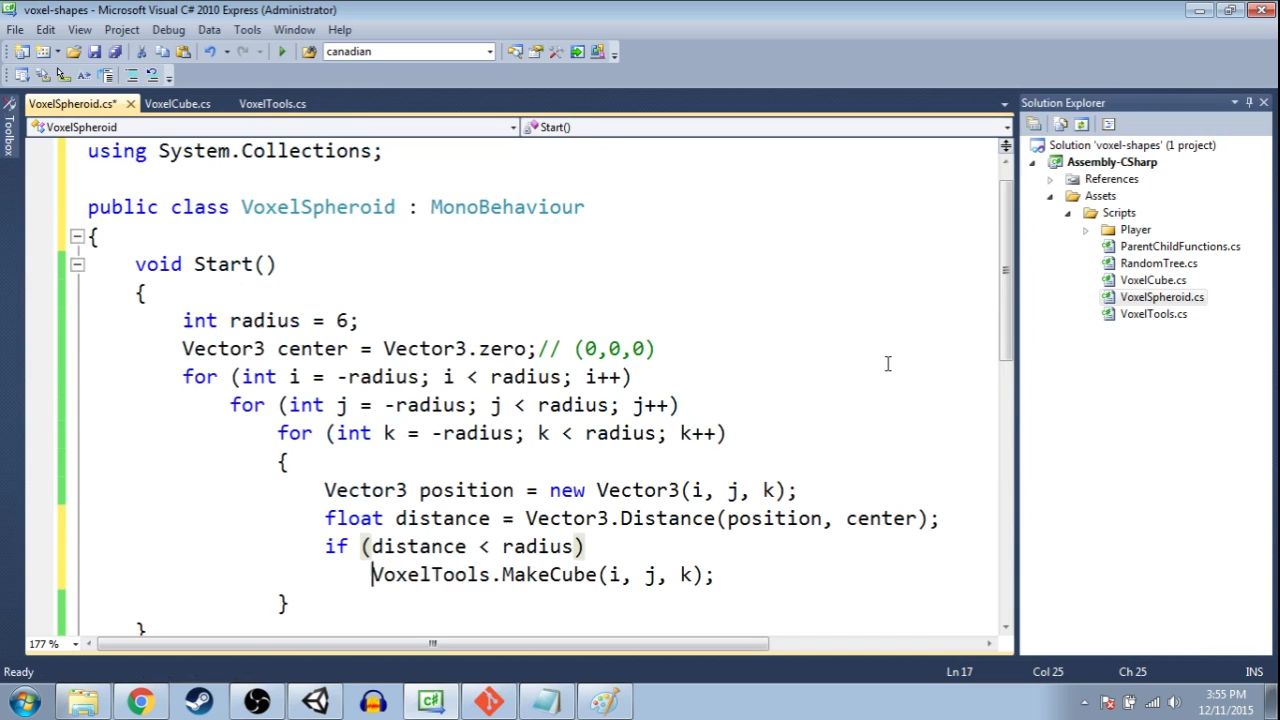 voxel-shapes - Microsoft Visual C# 2010 Express (Administrator)
File Edit View Project Debug Data Tools Window Help
canadian
VoxelSpheroid.cs* VoxelCube.cs VoxelTools.cs
VoxelSpheroid Start()
Toolbox
using System.Collections;
public class VoxelSpheroid : MonoBehaviour
{
void Start()
{
int radius = 6;
Vector3 center = Vector3.zero;// (0,0,0)
for (int i = -radius; i < radius; i++)
for (int j = -radius; j < radius; j++)
for (int k = -radius; k < radius; k++)
{
Vector3 position = new Vector3(i, j, k);
float distance = Vector3.Distance(position, center);
if (distance < radius)
VoxelTools.MakeCube(i, j, k);
}
}
177 %
Solution Explorer
Solution 'voxel-shapes' (1 project)
Assembly-CSharp
References
Assets
Scripts
Player
ParentChildFunctions.cs
RandomTree.cs
VoxelCube.cs
VoxelSpheroid.cs
VoxelTools.cs
Ready Ln 17 Col 25 Ch 25 INS
3:55 PM
12/11/2015